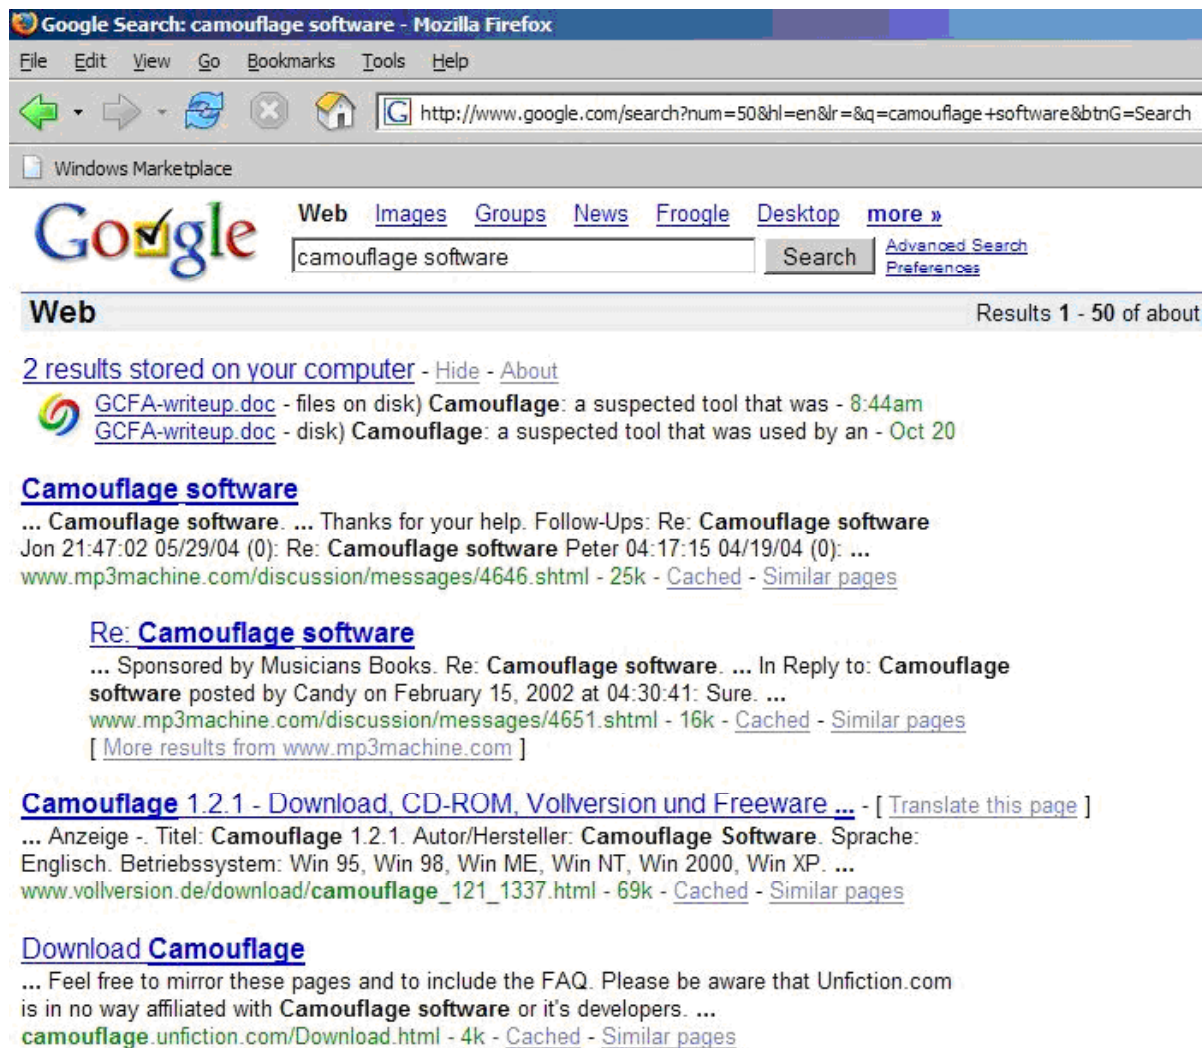 Google Search: camouflage software - Mozilla Firefox
File Edit View Go Bookmarks Tools Help
G http://www.google.com/search?num=50&hl=en&lr=&q=camouflage+software&btnG=Search
Windows Marketplace
Google
Web Images Groups News Froogle Desktop more »
camouflage software Search Advanced Search
Preferences
Web Results 1 - 50 of about
2 results stored on your computer - Hide - About
GCFA-writeup.doc - files on disk) Camouflage: a suspected tool that was - 8:44am
GCFA-writeup.doc - disk) Camouflage: a suspected tool that was used by an - Oct 20
Camouflage software
... Camouflage software. ... Thanks for your help. Follow-Ups: Re: Camouflage software
Jon 21:47:02 05/29/04 (0): Re: Camouflage software Peter 04:17:15 04/19/04 (0): ...
www.mp3machine.com/discussion/messages/4646.shtml - 25k - Cached - Similar pages
Re: Camouflage software
... Sponsored by Musicians Books. Re: Camouflage software. ... In Reply to: Camouflage
software posted by Candy on February 15, 2002 at 04:30:41: Sure. ...
www.mp3machine.com/discussion/messages/4651.shtml - 16k - Cached - Similar pages
[ More results from www.mp3machine.com ]
Camouflage 1.2.1 - Download, CD-ROM, Vollversion und Freeware ... - [ Translate this page ]
... Anzeige -. Titel: Camouflage 1.2.1. Autor/Hersteller: Camouflage Software. Sprache:
Englisch. Betriebssystem: Win 95, Win 98, Win ME, Win NT, Win 2000, Win XP. ...
www.vollversion.de/download/camouflage_121_1337.html - 69k - Cached - Similar pages
Download Camouflage
... Feel free to mirror these pages and to include the FAQ. Please be aware that Unfiction.com
is in no way affiliated with Camouflage software or it's developers. ...
camouflage.unfiction.com/Download.html - 4k - Cached - Similar pages